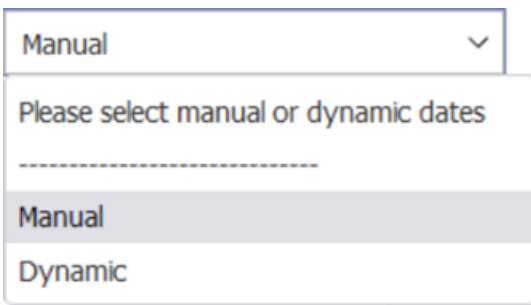 Manual
Please select manual or dynamic dates
------------------------------
Manual
Dynamic